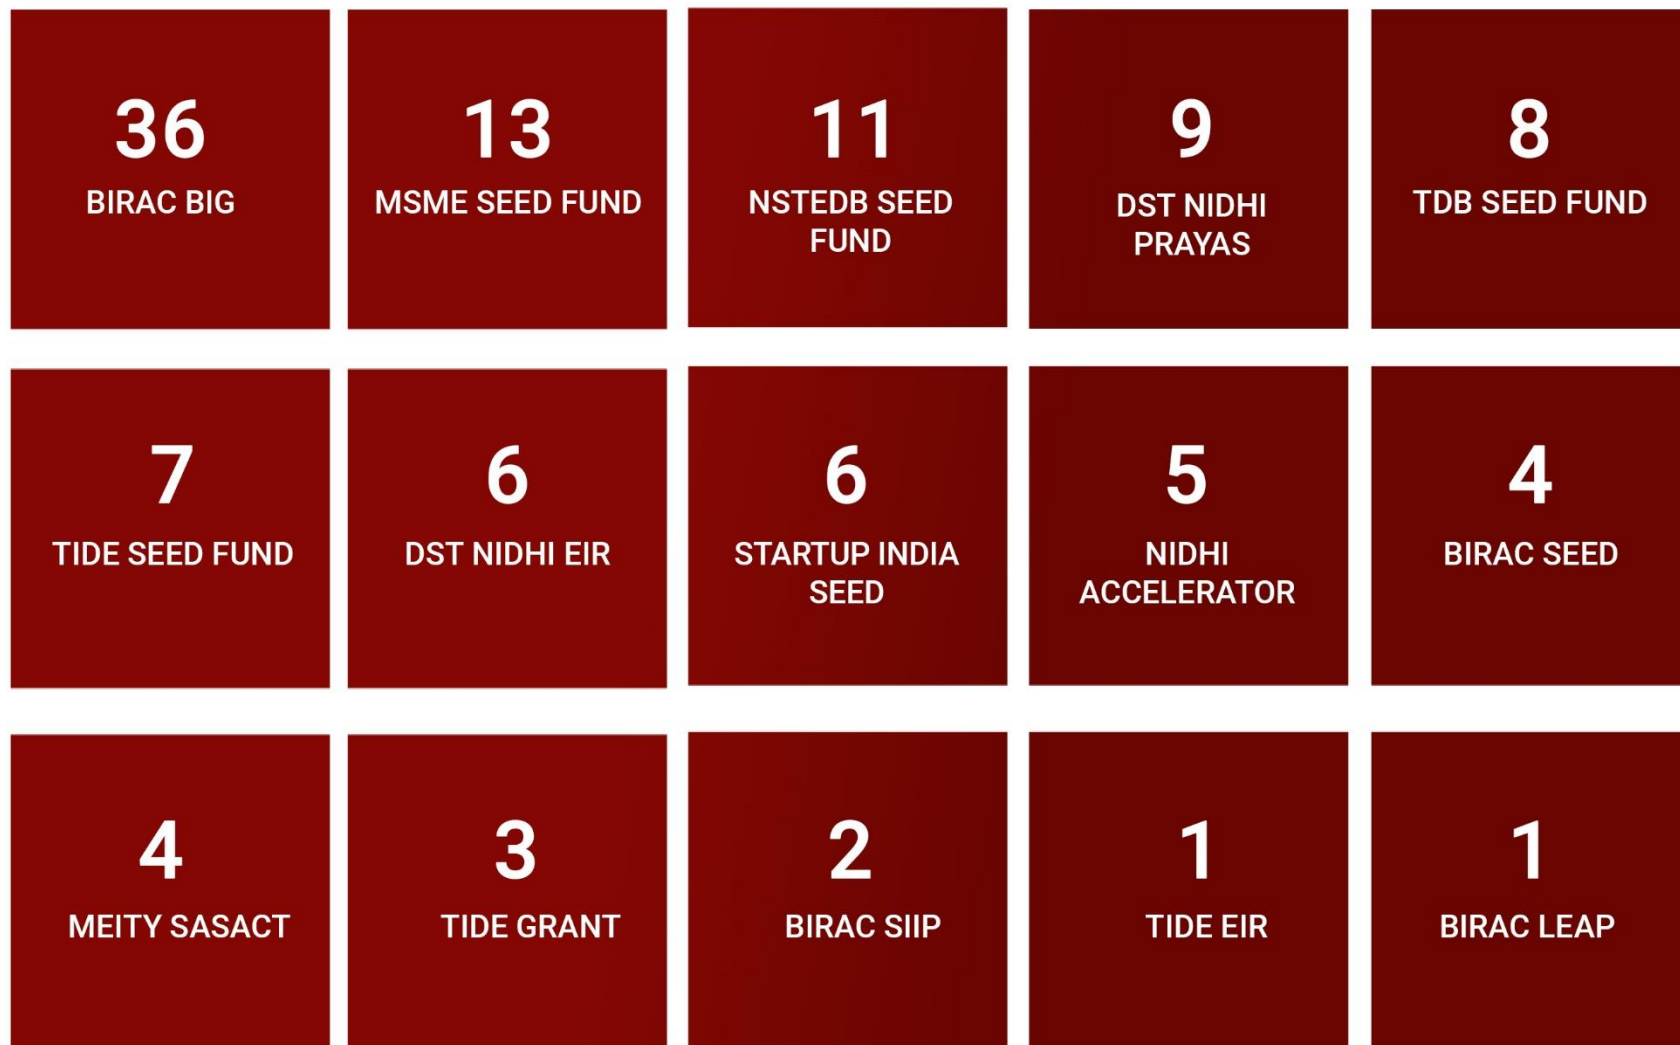 36
BIRAC BIG
13
MSME SEED FUND
11
NSTEDB SEED
FUND
9
DST NIDHI
PRAYAS
8
TDB SEED FUND
7
TIDE SEED FUND
6
DST NIDHI EIR
6
STARTUP INDIA
SEED
5
NIDHI
ACCELERATOR
4
BIRAC SEED
4
MEITY SASACT
3
TIDE GRANT
2
BIRAC SIIP
1
TIDE EIR
1
BIRAC LEAP